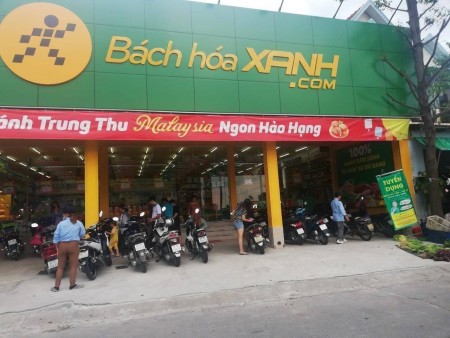 Bách hóa XANH
.COM
ánh Trung Thu Malaysia Ngon Hảo Hạng
100%
TUYỂN
DỤNG